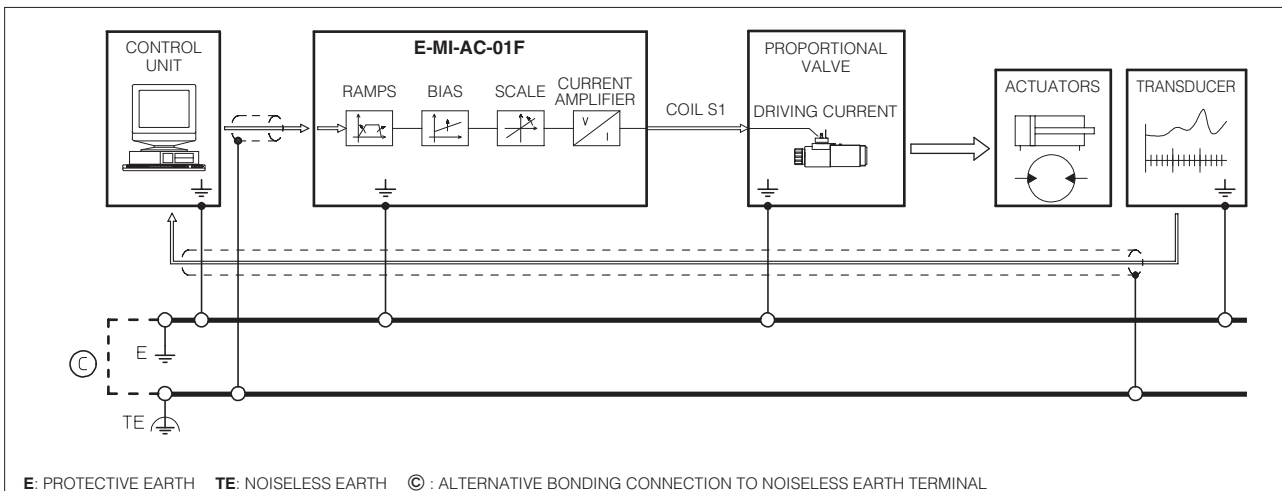 CONTROL
UNIT
E-MI-AC-01F
RAMPS
BIAS
SCALE
CURRENT
AMPLIFIER
V
I
COIL S1
PROPORTIONAL
VALVE
DRIVING CURRENT
ACTUATORS
TRANSDUCER
E
C
TE
E: PROTECTIVE EARTH TE: NOISELESS EARTH © : ALTERNATIVE BONDING CONNECTION TO NOISELESS EARTH TERMINAL